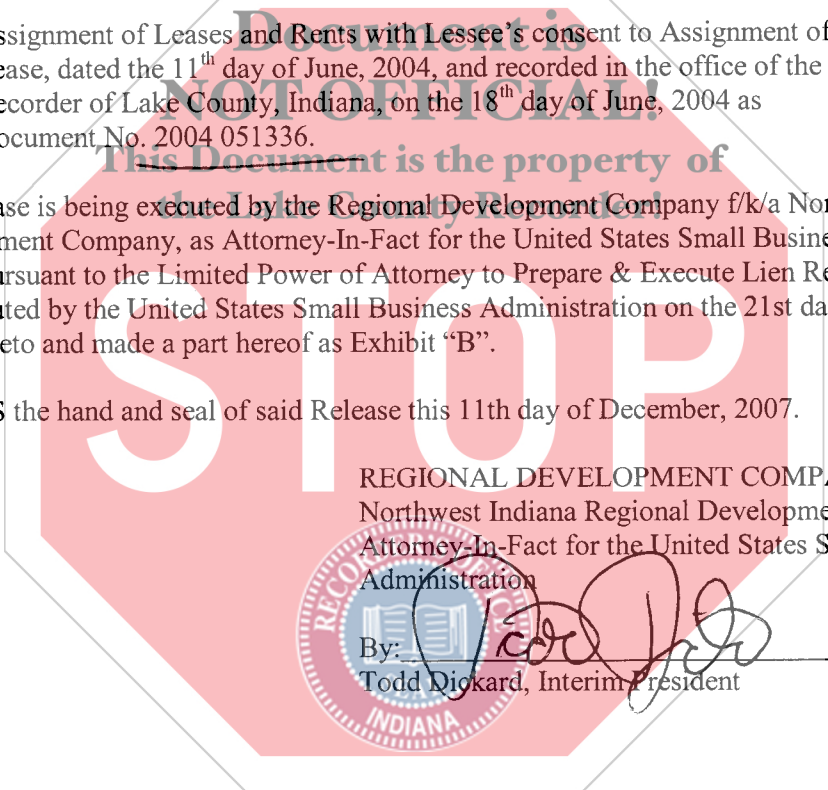 Document is
NOT OFFICIAL!
This Document is the property of
the Lake County Recorder!
STOP
ssignment of Leases and Rents with Lessee's consent to Assignment of
ease, dated the 11th day of June, 2004, and recorded in the office of the
ecorder of Lake County, Indiana, on the 18th day of June, 2004 as
ocument No. 2004 051336.
ase is being executed by the Regional Development Company f/k/a Nor
ment Company, as Attorney-In-Fact for the United States Small Busine
ursuant to the Limited Power of Attorney to Prepare & Execute Lien Re
uted by the United States Small Business Administration on the 21st da
eto and made a part hereof as Exhibit “B”.
S the hand and seal of said Release this 11th day of December, 2007.
REGIONAL DEVELOPMENT COMPA
Northwest Indiana Regional Developme
Attorney-In-Fact for the United States S
Administration
By:
Todd Dickard, Interim President
RECORDER'S OFFICE
SEAL
INDIANA